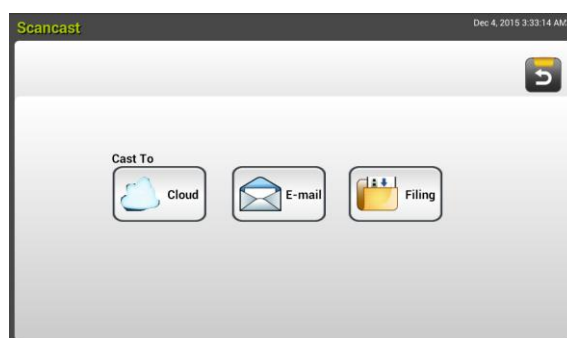 Scancast
Dec 4, 2015 3:33:14 AM
Cast To
Cloud
E-mail
Filing